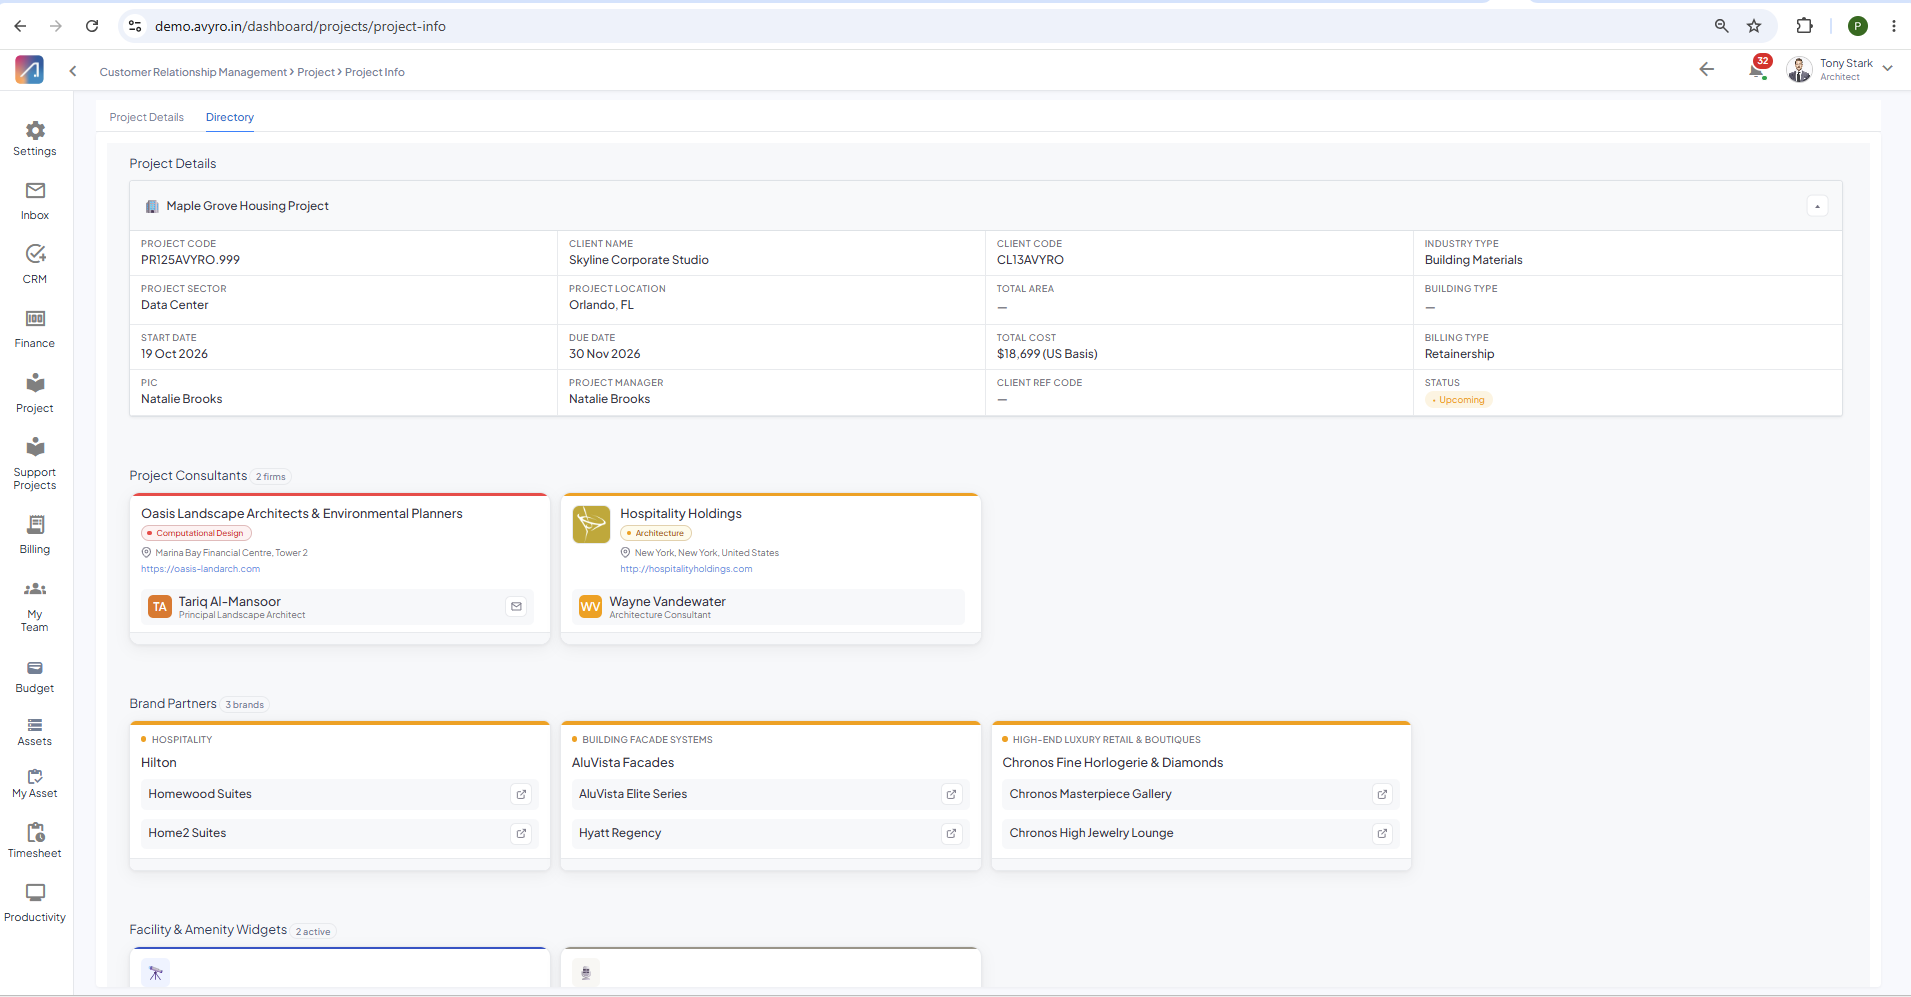 demo.avyro.in/dashboard/projects/project-info
P
Customer Relationship Management > Project > Project Info
32
Tony Stark
Architect
Settings
Inbox
CRM
Finance
Project
Support
Projects
Billing
My
Team
Budget
Assets
My Asset
Timesheet
Productivity
Project Details
Directory
Project Details
Maple Grove Housing Project
PROJECT CODE
PR125AVYRO.999
CLIENT NAME
Skyline Corporate Studio
CLIENT CODE
CL13AVYRO
INDUSTRY TYPE
Building Materials
PROJECT SECTOR
Data Center
PROJECT LOCATION
Orlando, FL
TOTAL AREA
—
BUILDING TYPE
—
START DATE
19 Oct 2026
DUE DATE
30 Nov 2026
TOTAL COST
$18,699 (US Basis)
BILLING TYPE
Retainership
PIC
Natalie Brooks
PROJECT MANAGER
Natalie Brooks
CLIENT REF CODE
—
STATUS
Upcoming
Project Consultants 2 firms
Oasis Landscape Architects & Environmental Planners
Computational Design
Marina Bay Financial Centre, Tower 2
https://oasis-landarch.com
TA
Tariq Al-Mansoor
Principal Landscape Architect
Hospitality Holdings
Architecture
New York, New York, United States
http://hospitalityholdings.com
WV
Wayne Vandewater
Architecture Consultant
Brand Partners 3 brands
HOSPITALITY
Hilton
Homewood Suites
Home2 Suites
BUILDING FACADE SYSTEMS
AluVista Facades
AluVista Elite Series
Hyatt Regency
HIGH-END LUXURY RETAIL & BOUTIQUES
Chronos Fine Horlogerie & Diamonds
Chronos Masterpiece Gallery
Chronos High Jewelry Lounge
Facility & Amenity Widgets 2 active